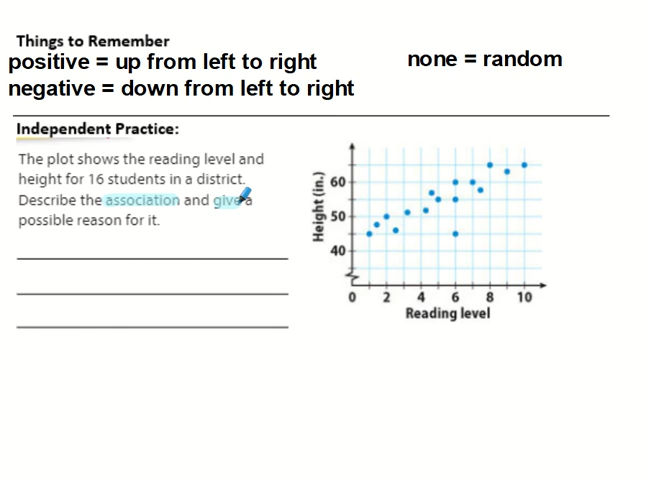 Things to Remember
positive = up from left to right
none = random
negative = down from left to right
Independent Practice:
The plot shows the reading level and
height for 16 students in a district.
Describe the association and give a
possible reason for it.
Height (in.)
60
50
40
0 2 4 6 8 10
Reading level